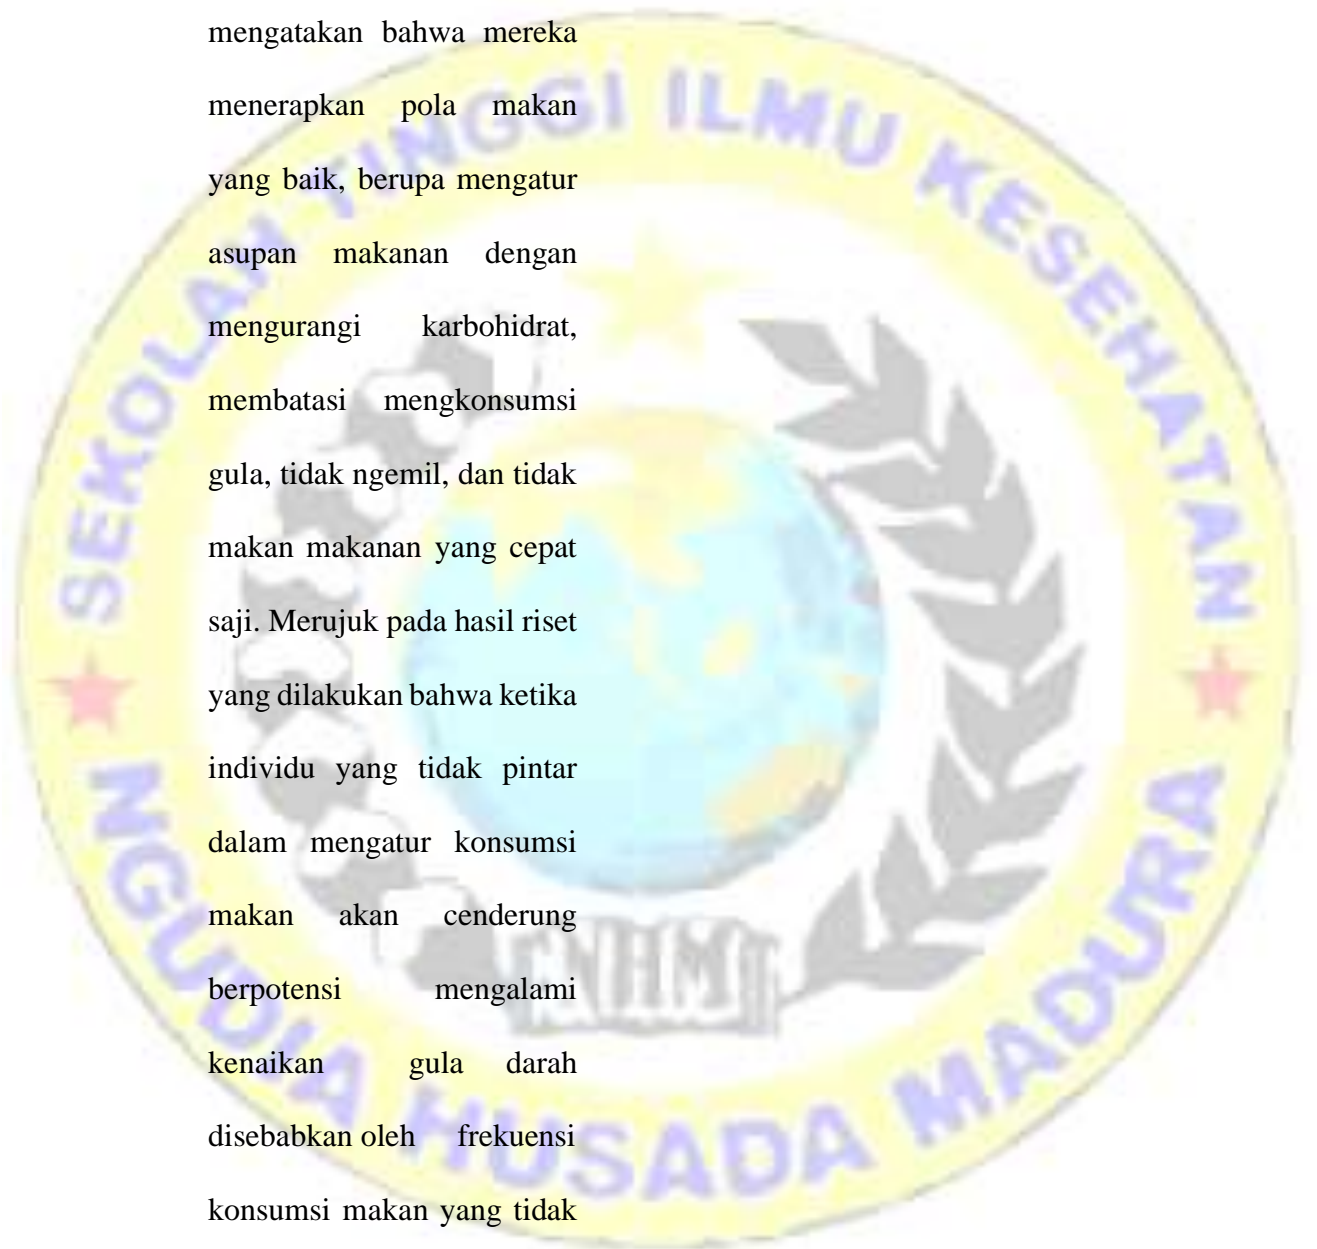 mengatakan bahwa mereka
menerapkan pola makan
yang baik, berupa mengatur
asupan makanan dengan
mengurangi karbohidrat,
membatasi mengkonsumsi
gula, tidak ngemil, dan tidak
makan makanan yang cepat
saji. Merujuk pada hasil riset
yang dilakukan bahwa ketika
individu yang tidak pintar
dalam mengatur konsumsi
makan akan cenderung
berpotensi mengalami
kenaikan gula darah
disebabkan oleh frekuensi
konsumsi makan yang tidak
SEKOLAH TINGGI ILMU KESEHATAN
NGUDIA HUSADA MADURA